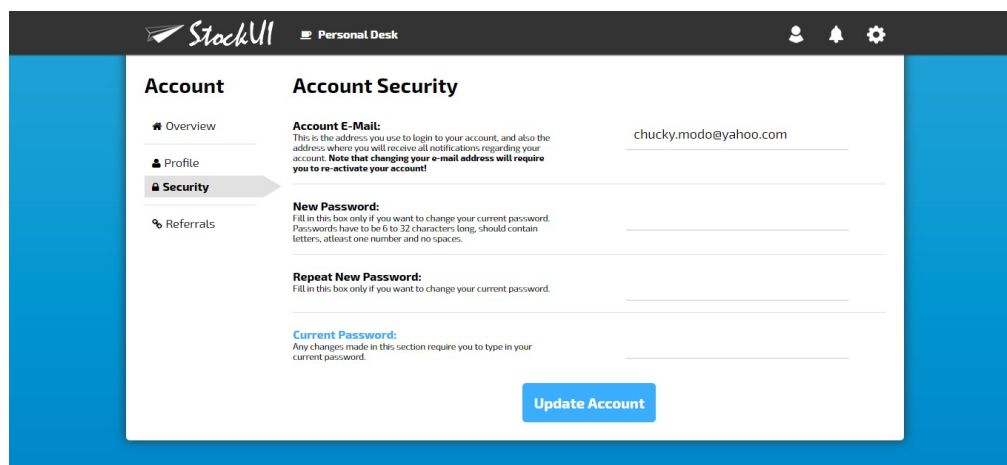 StockUI
Personal Desk
Account
Overview
Profile
Security
Referrals
Account Security
Account E-Mail:
This is the address you use to login to your account, and also the
address where you will receive all notifications regarding your
account. Note that changing your e-mail address will require
you to re-activate your account!
chucky.modo@yahoo.com
New Password:
Fill in this box only if you want to change your current password.
Passwords have to be 6 to 32 characters long, should contain
letters, atleast one number and no spaces.
Repeat New Password:
Fill in this box only if you want to change your current password.
Current Password:
Any changes made in this section require you to type in your
current password.
Update Account